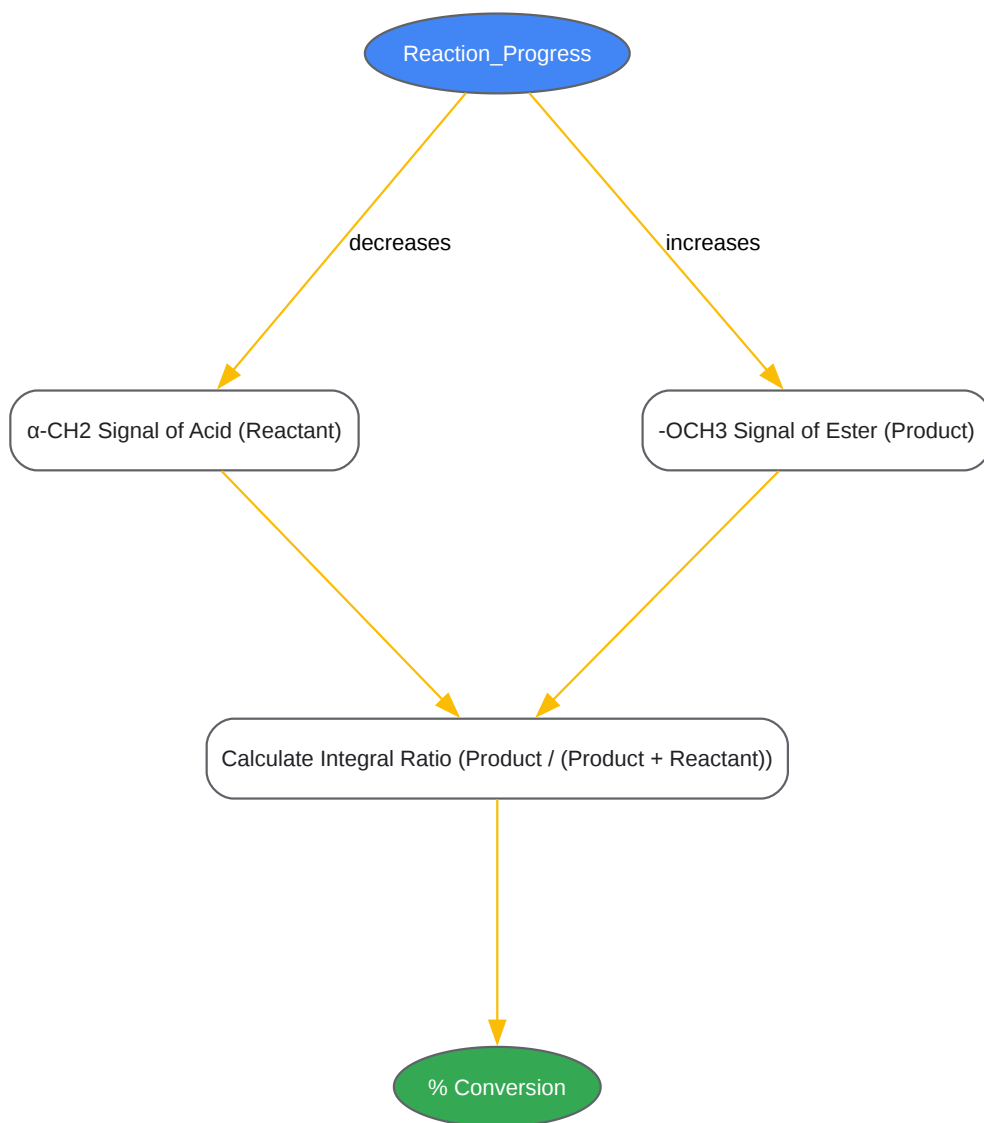 Reaction_Progress
decreases
increases
α-CH2 Signal of Acid (Reactant)
-OCH3 Signal of Ester (Product)
Calculate Integral Ratio (Product / (Product + Reactant))
% Conversion